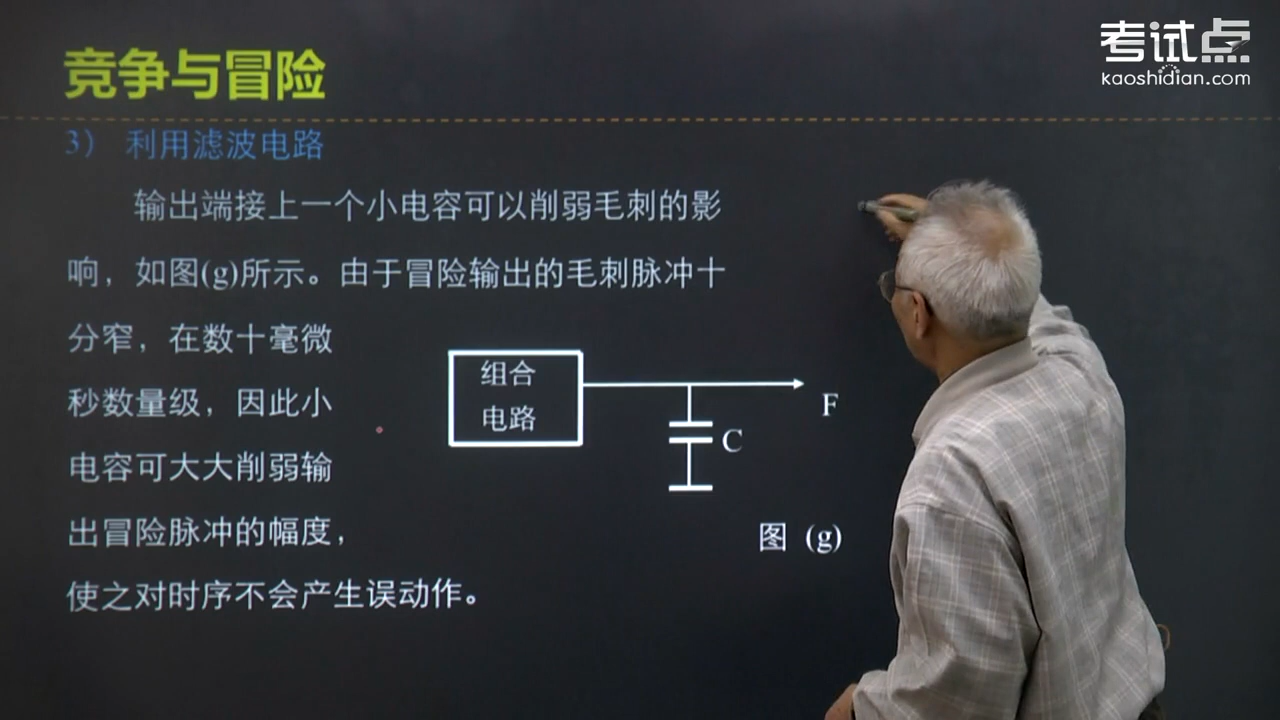 竞争与冒险
考试点
kaoshidian.com
3） 利用滤波电路
输出端接上一个小电容可以削弱毛刺的影
响，如图(g)所示。由于冒险输出的毛刺脉冲十
分窄，在数十毫微
秒数量级，因此小
电容可大大削弱输
出冒险脉冲的幅度，
使之对时序不会产生误动作。
组合
电路
F
C
图 (g)